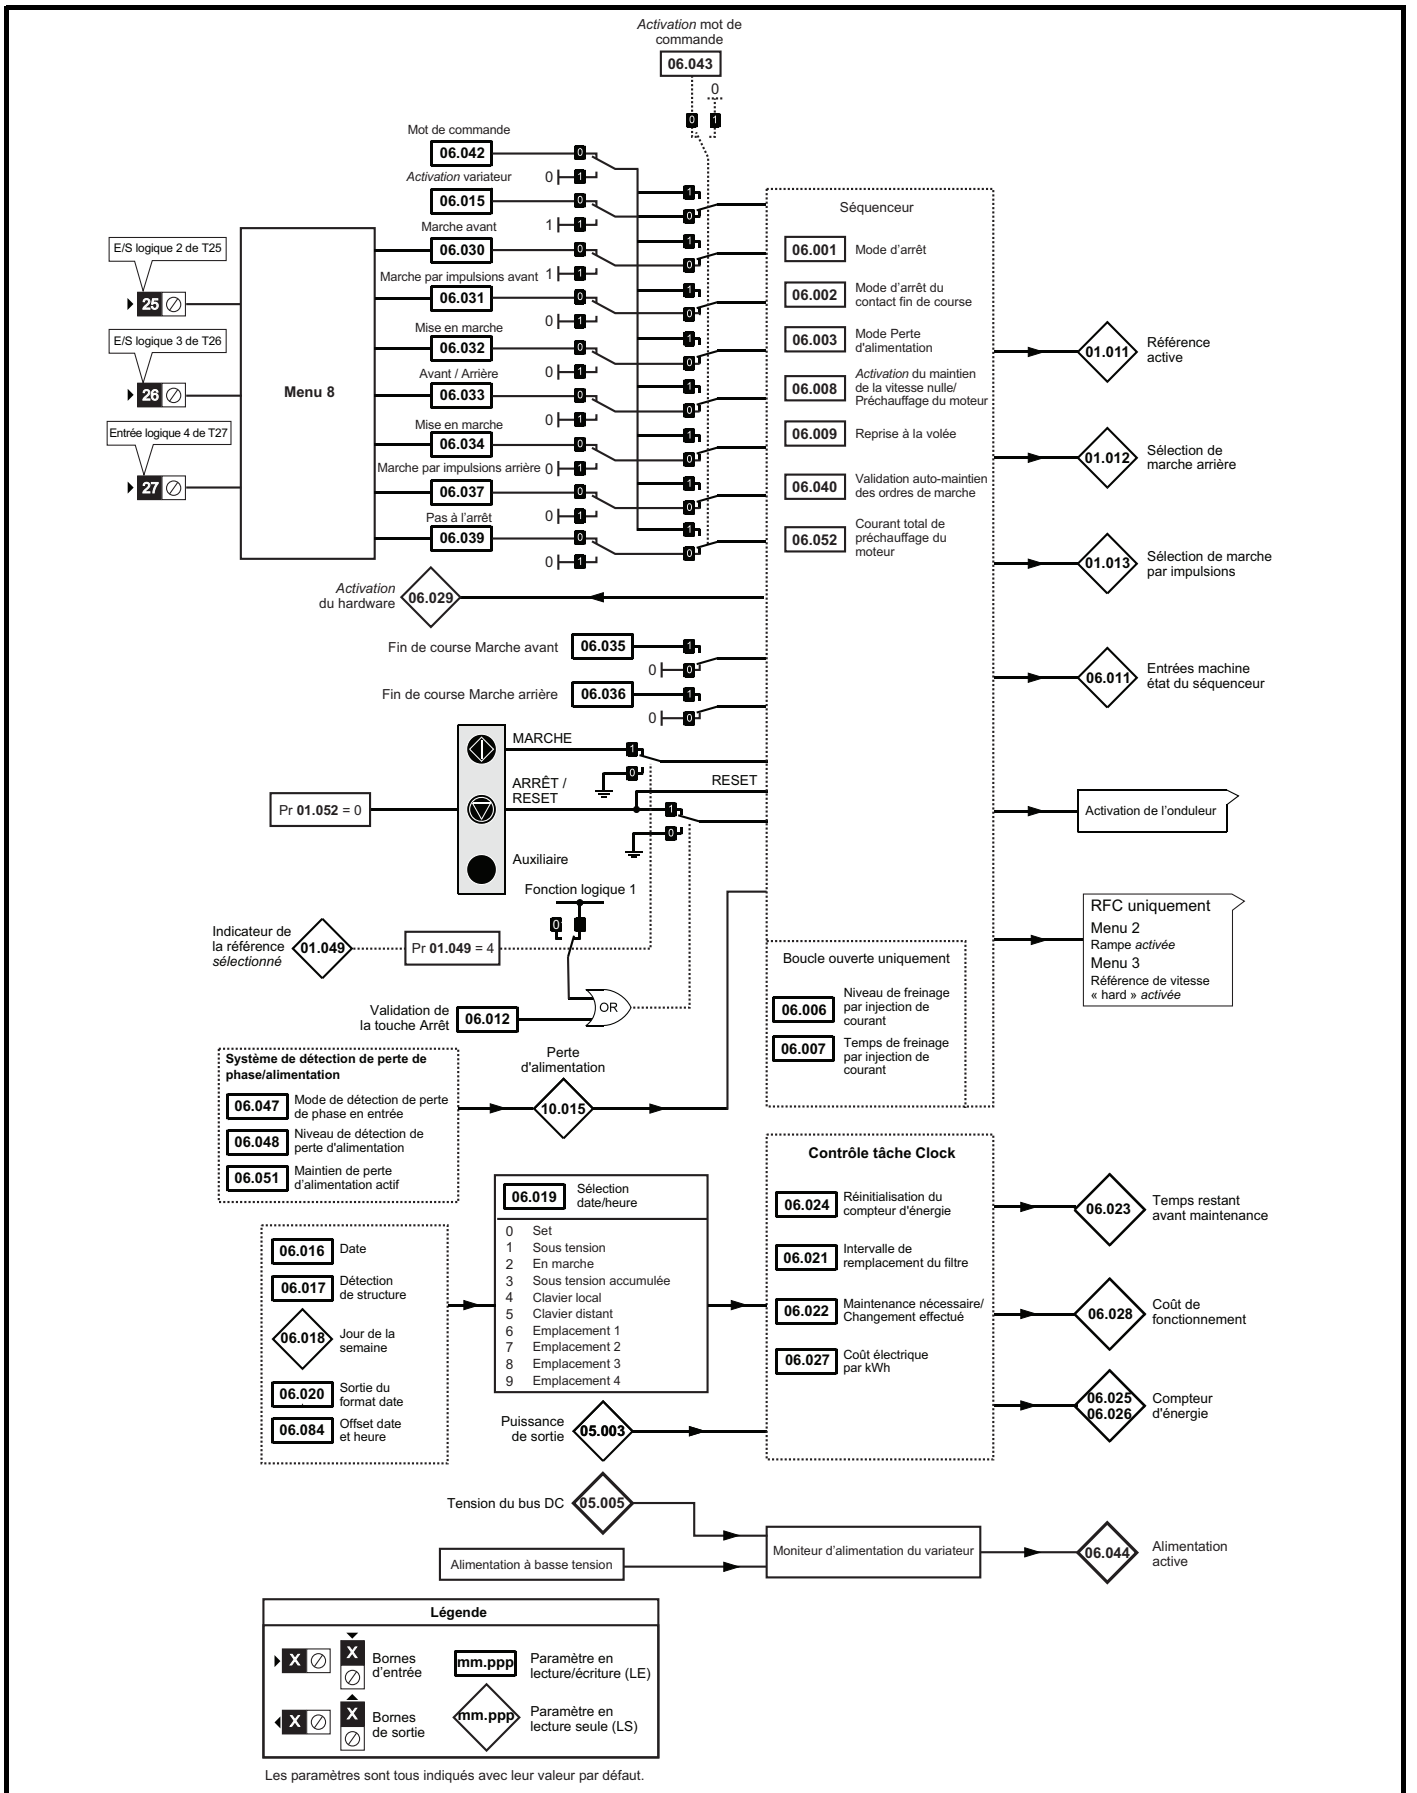 Activation mot de
commande
06.043
0
0 1
Mot de commande
06.042
0
0 1
Activation variateur
06.015
0
1 1
Marche avant
06.030
0
1 1
Marche par impulsions avant
06.031
0
0 1
Mise en marche
06.032
0
0 1
Avant / Arrière
06.033
0
0 1
Mise en marche
06.034
0
0 1
Marche par impulsions arrière
06.037
0
0 1
Pas à l'arrêt
06.039
0
0 1
1
0
1
0
1
0
1
0
1
0
1
0
1
0
1
0
E/S logique 2 de T25
25
E/S logique 3 de T26
26
Entrée logique 4 de T27
27
Menu 8
Séquenceur
06.001 Mode d'arrêt
06.002 Mode d'arrêt du
contact fin de course
06.003 Mode Perte
d'alimentation
06.008 Activation du maintien
de la vitesse nulle/
Préchauffage du moteur
06.009 Reprise à la volée
06.040 Validation auto-maintien
des ordres de marche
06.052 Courant total de
préchauffage du
moteur
01.011 Référence
active
01.012 Sélection de
marche arrière
01.013 Sélection de marche
par impulsions
06.011 Entrées machine
état du séquenceur
Activation de l'onduleur
RFC uniquement
Menu 2
Rampe activée
Menu 3
Référence de vitesse
« hard » activée
Activation
du hardware
06.029
Fin de course Marche avant 06.035 1
0 0
Fin de course Marche arrière 06.036 1
0 0
MARCHE
1
0
ARRÊT /
RESET
RESET
1
0
Auxiliaire
Pr 01.052 = 0
Fonction logique 1
0
Indicateur de
la référence
sélectionné
01.049
Pr 01.049 = 4
Validation de
la touche Arrêt
06.012
OR
Boucle ouverte uniquement
06.006 Niveau de freinage
par injection de
courant
06.007 Temps de freinage
par injection de
courant
Système de détection de perte de
phase/alimentation
06.047 Mode de détection de perte
de phase en entrée
06.048 Niveau de détection de
perte d'alimentation
06.051 Maintien de perte
d'alimentation actif
Perte
d'alimentation
10.015
06.016 Date
06.017 Détection
de structure
06.018 Jour de la
semaine
06.020 Sortie du
format date
06.084 Offset date
et heure
06.019 Sélection
date/heure
0 Set
1 Sous tension
2 En marche
3 Sous tension accumulée
4 Clavier local
5 Clavier distant
6 Emplacement 1
7 Emplacement 2
8 Emplacement 3
9 Emplacement 4
Puissance
de sortie
05.003
Contrôle tâche Clock
06.024 Réinitialisation du
compteur d'énergie
06.021 Intervalle de
remplacement du filtre
06.022 Maintenance nécessaire/
Changement effectué
06.027 Coût électrique
par kWh
06.023 Temps restant
avant maintenance
06.028 Coût de
fonctionnement
06.025
06.026
Compteur
d'énergie
Tension du bus DC 05.005
Alimentation à basse tension
Moniteur d'alimentation du variateur
06.044 Alimentation
active
Légende
X X Bornes
d'entrée
mm.ppp Paramètre en
lecture/écriture (LE)
X X Bornes
de sortie
mm.ppp Paramètre en
lecture seule (LS)
Les paramètres sont tous indiqués avec leur valeur par défaut.